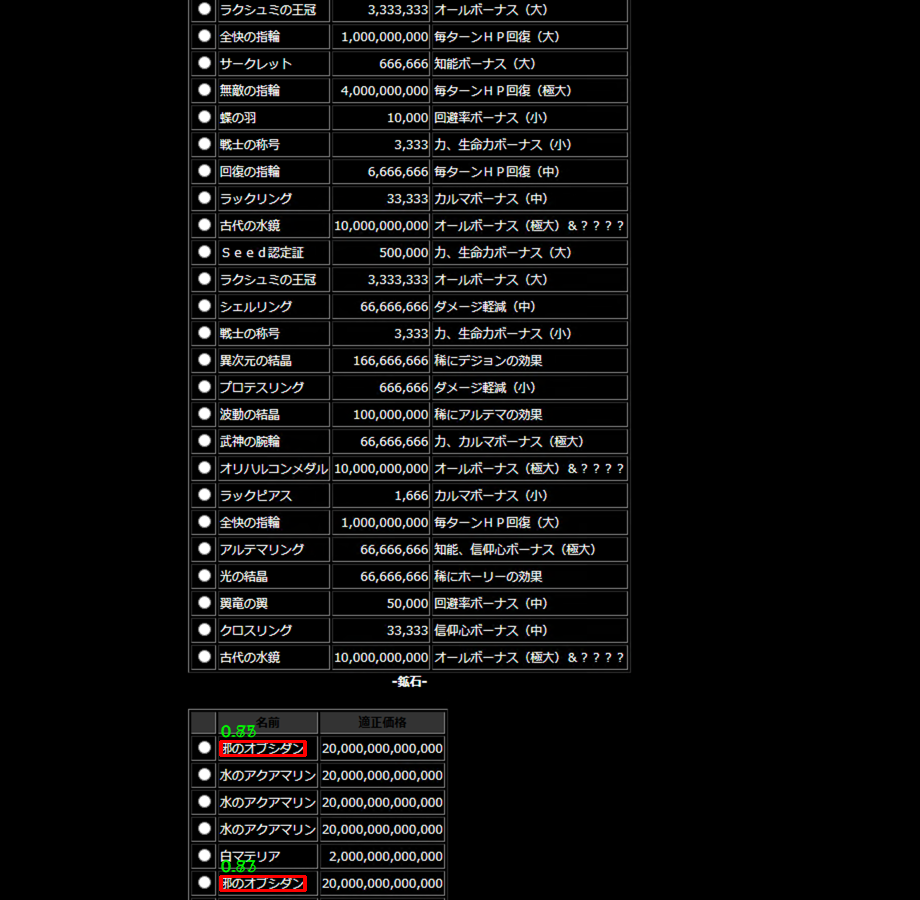 ラクシュミの王冠 3,333,333 オールボーナス（大）
全快の指輪 1,000,000,000 毎ターンＨＰ回復（大）
サークレット 666,666 知能ボーナス（大）
無敵の指輪 4,000,000,000 毎ターンＨＰ回復（極大）
蝶の羽 10,000 回避率ボーナス（小）
戦士の称号 3,333 力、生命力ボーナス（小）
回復の指輪 6,666,666 毎ターンＨＰ回復（中）
ラックリング 33,333 カルマボーナス（中）
古代の水鏡 10,000,000,000 オールボーナス（極大）＆？？？？
Ｓｅｅｄ認定証 500,000 力、生命力ボーナス（大）
ラクシュミの王冠 3,333,333 オールボーナス（大）
シェルリング 66,666,666 ダメージ軽減（中）
戦士の称号 3,333 力、生命力ボーナス（小）
異次元の結晶 166,666,666 稀にデジョンの効果
プロテスリング 666,666 ダメージ軽減（小）
波動の結晶 100,000,000 稀にアルテマの効果
武神の腕輪 66,666,666 力、カルマボーナス（極大）
オリハルコンメダル 10,000,000,000 オールボーナス（極大）＆？？？？
ラックピアス 1,666 カルマボーナス（小）
全快の指輪 1,000,000,000 毎ターンＨＰ回復（大）
アルテマリング 66,666,666 知能、信仰心ボーナス（極大）
光の結晶 66,666,666 稀にホーリーの効果
翼竜の翼 50,000 回避率ボーナス（中）
クロスリング 33,333 信仰心ボーナス（中）
古代の水鏡 10,000,000,000 オールボーナス（極大）＆？？？？
-鉱石-
名前 適正価格
邪のオブシダン 20,000,000,000,000
水のアクアマリン 20,000,000,000,000
水のアクアマリン 20,000,000,000,000
水のアクアマリン 20,000,000,000,000
白マテリア 2,000,000,000,000
邪のオブシダン 20,000,000,000,000